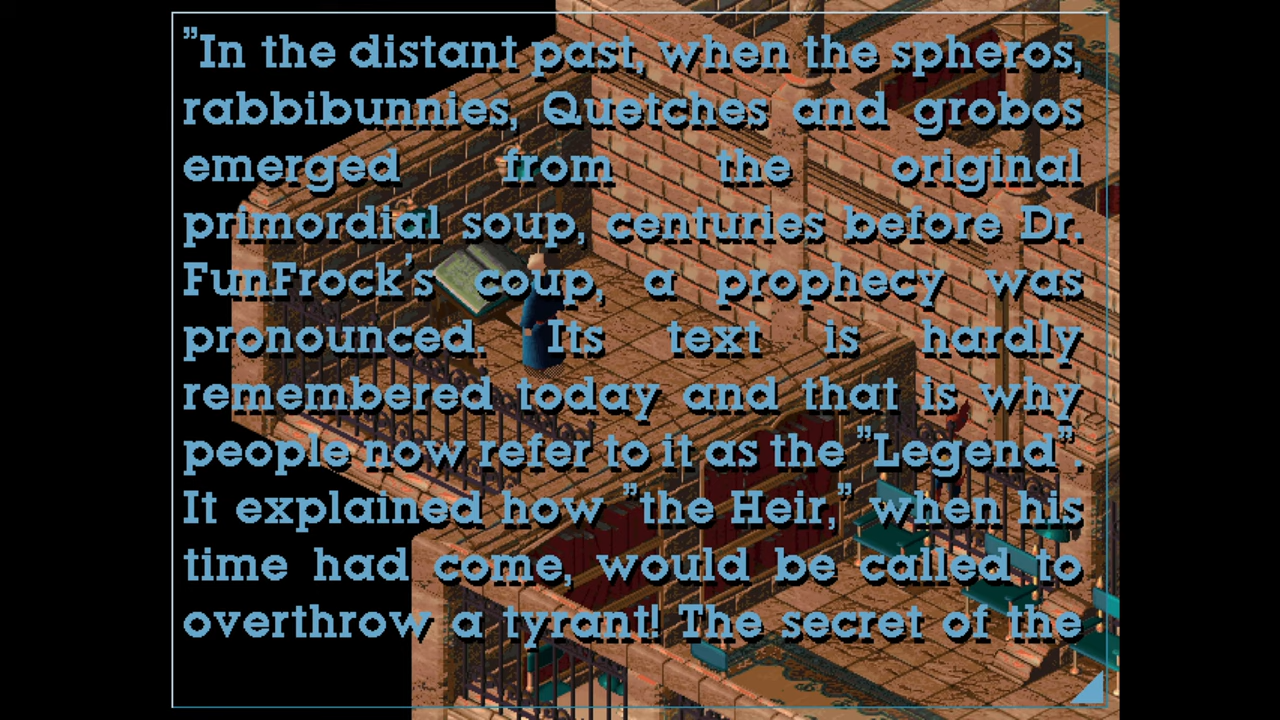 "In the distant past, when the spheros,
rabbibunnies, Quetches and grobos
emerged from the original
primordial soup, centuries before Dr.
FunFrock's coup, a prophecy was
pronounced. Its text is hardly
remembered today and that is why
people now refer to it as the "Legend".
It explained how "the Heir," when his
time had come, would be called to
overthrow a tyrant! The secret of the